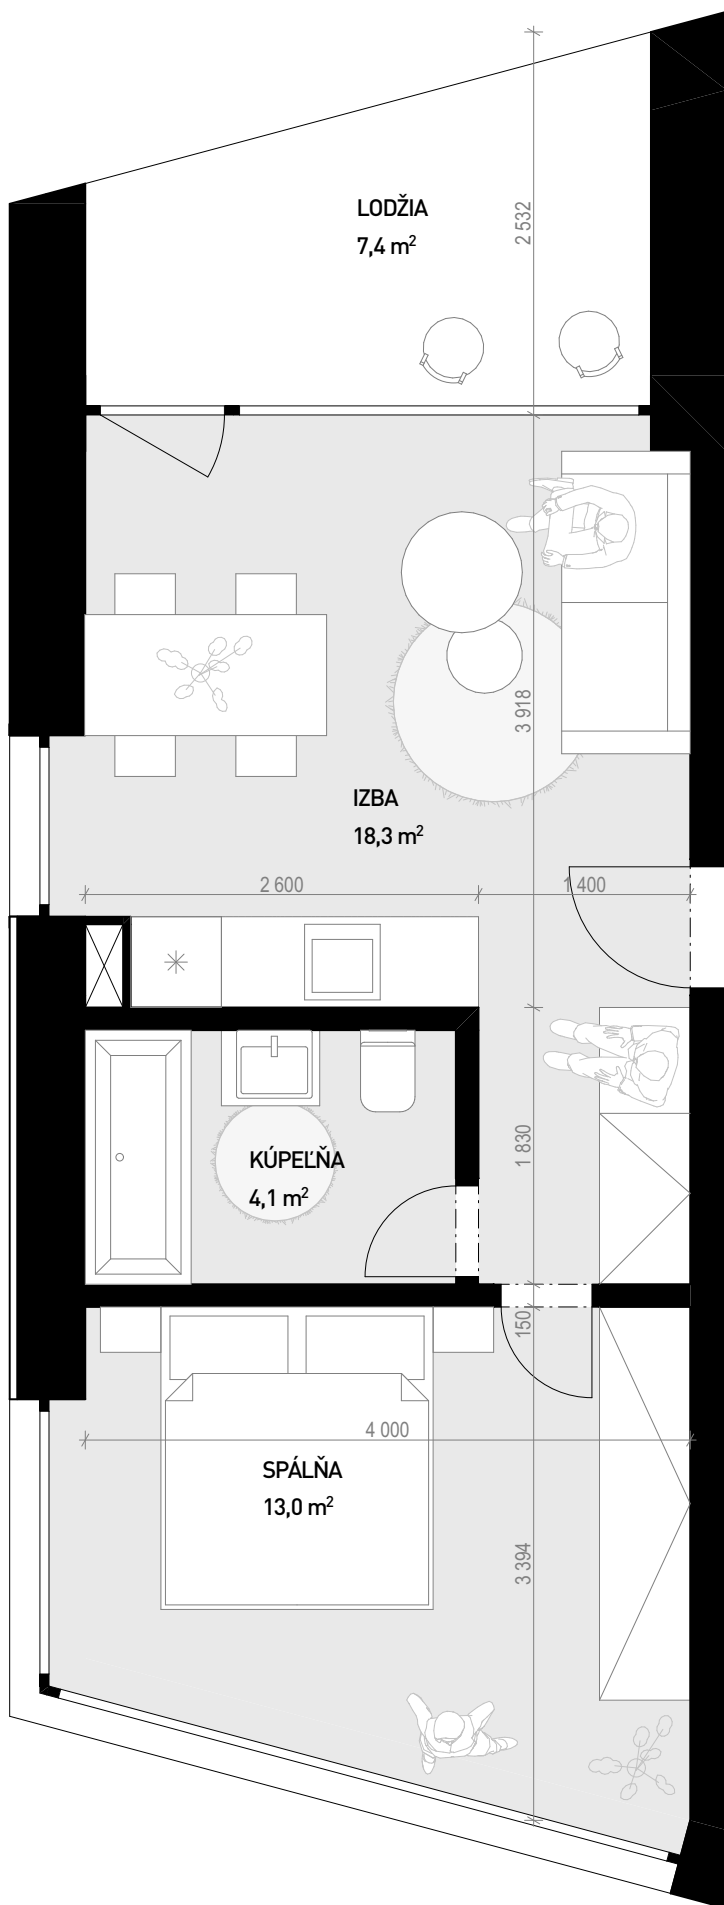 LODŽIA
7,4 m²
2 532
3 918
IZBA
18,3 m²
2 600
1 400
1 830
KÚPEĽŇA
4,1 m²
150
4 000
SPÁLŇA
13,0 m²
3 394